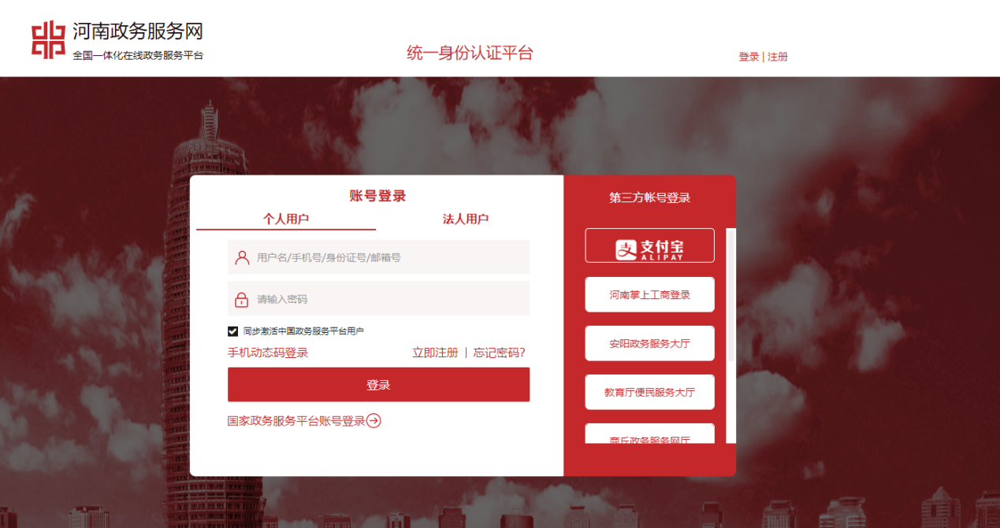 河南政务服务网
全国一体化在线政务服务平台
统一身份认证平台
登录 | 注册
账号登录
个人用户 法人用户
用户名/手机号/身份证号/邮箱号
请输入密码
同步激活中国政务服务平台用户
手机动态码登录 立即注册 | 忘记密码?
登录
国家政务服务平台账号登录
第三方帐号登录
支 支付宝
ALIPAY
河南掌上工商登录
安阳政务服务大厅
教育厅便民服务大厅
商丘政务服务网厅